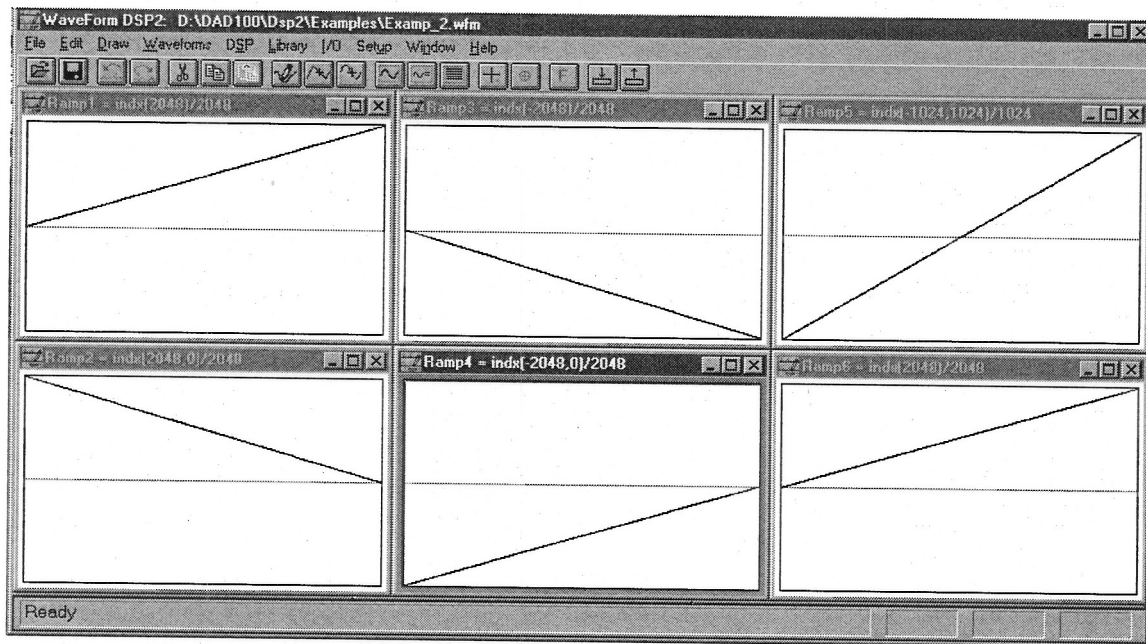 WaveForm DSP2: D:\DAD100\Dsp2\Examples\Examp_2.wfm
File Edit Draw Waveforms DSP Library I/O Setup Window Help
F
Ramp1 = indx(2048)/2048
Ramp3 = indx(-2048)/2048
Ramp5 = indx(-1024,1024)/1024
Ramp2 = indx(2048,0)/2048
Ramp4 = indx(-2048,0)/2048
Ramp6 = indx(2048)/2048
Ready